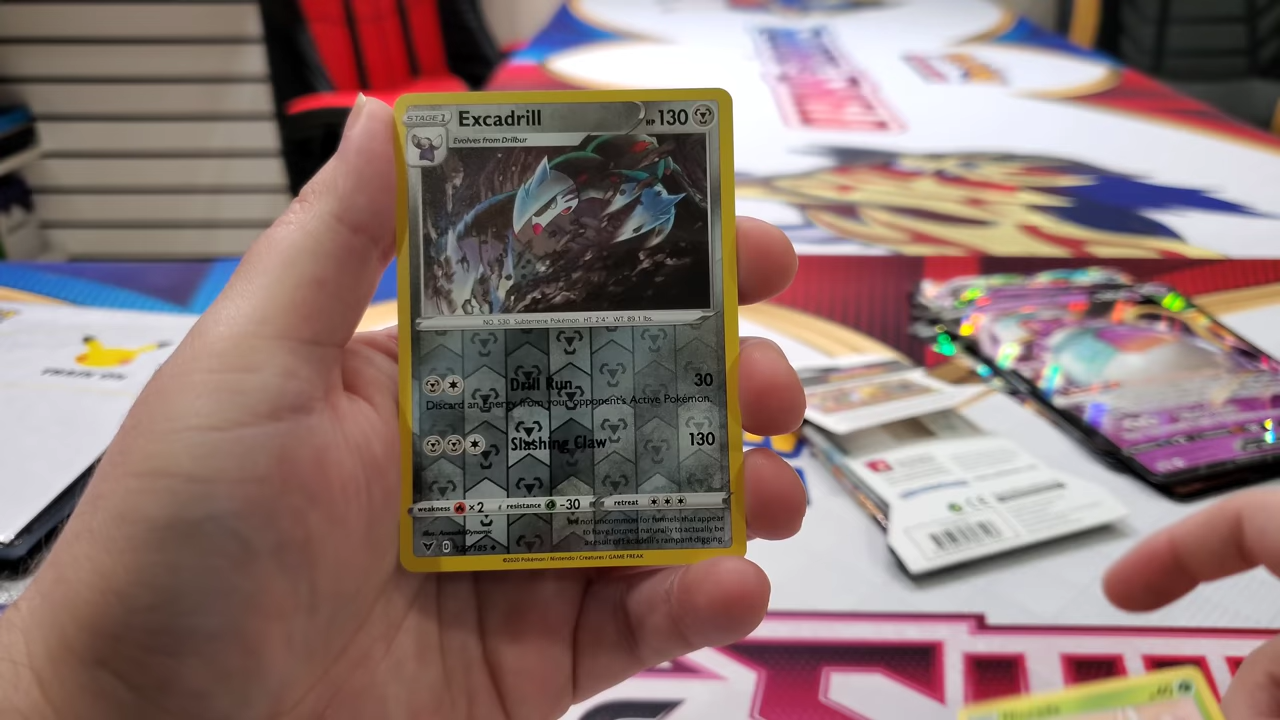 STAGE 1 Excadrill HP 130
Evolves from Drilbur
NO. 530 Subterrene Pokémon HT: 2'4" WT: 89.1 lbs.
Drill Run 30
Discard an Energy from your opponent's Active Pokémon.
Slashing Claw 130
weakness ×2 resistance -30 retreat
It's not uncommon for tunnels that appear
to have formed naturally to actually be
a result of Excadrill's rampant digging.
Illus.
/185
©2020 Pokémon / Nintendo / Creatures / GAME FREAK